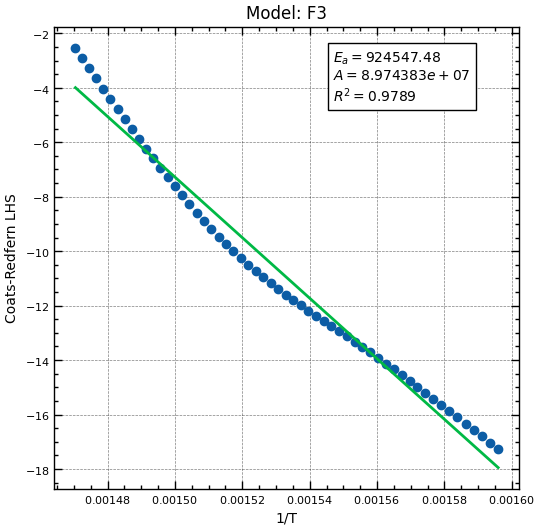 Model: F3
E_a = 924547.48
A = 8.974383e + 07
R^2 = 0.9789
−2
−4
−6
−8
−10
−12
−14
−16
−18
Coats-Redfern LHS
0.00148 0.00150 0.00152 0.00154 0.00156 0.00158 0.00160
1/T